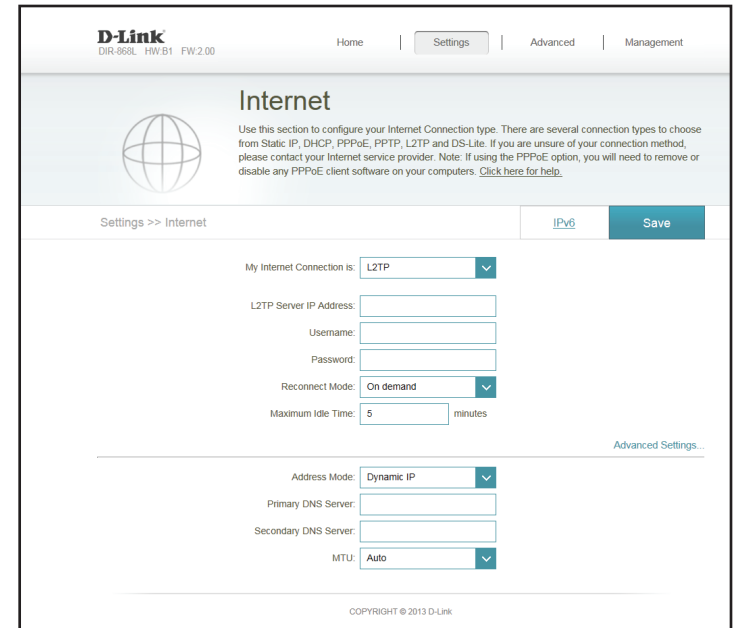 D-Link
DIR-868L HW:B1 FW:2.00
Home
Settings
Advanced
Management
Internet
Use this section to configure your Internet Connection type. There are several connection types to choose
from Static IP, DHCP, PPPoE, PPTP, L2TP and DS-Lite. If you are unsure of your connection method,
please contact your Internet service provider. Note: If using the PPPoE option, you will need to remove or
disable any PPPoE client software on your computers. Click here for help.
Settings >> Internet
IPv6
Save
My Internet Connection is: L2TP
L2TP Server IP Address:
Username:
Password:
Reconnect Mode: On demand
Maximum Idle Time: 5 minutes
Advanced Settings...
Address Mode: Dynamic IP
Primary DNS Server:
Secondary DNS Server:
MTU: Auto
COPYRIGHT © 2013 D-Link